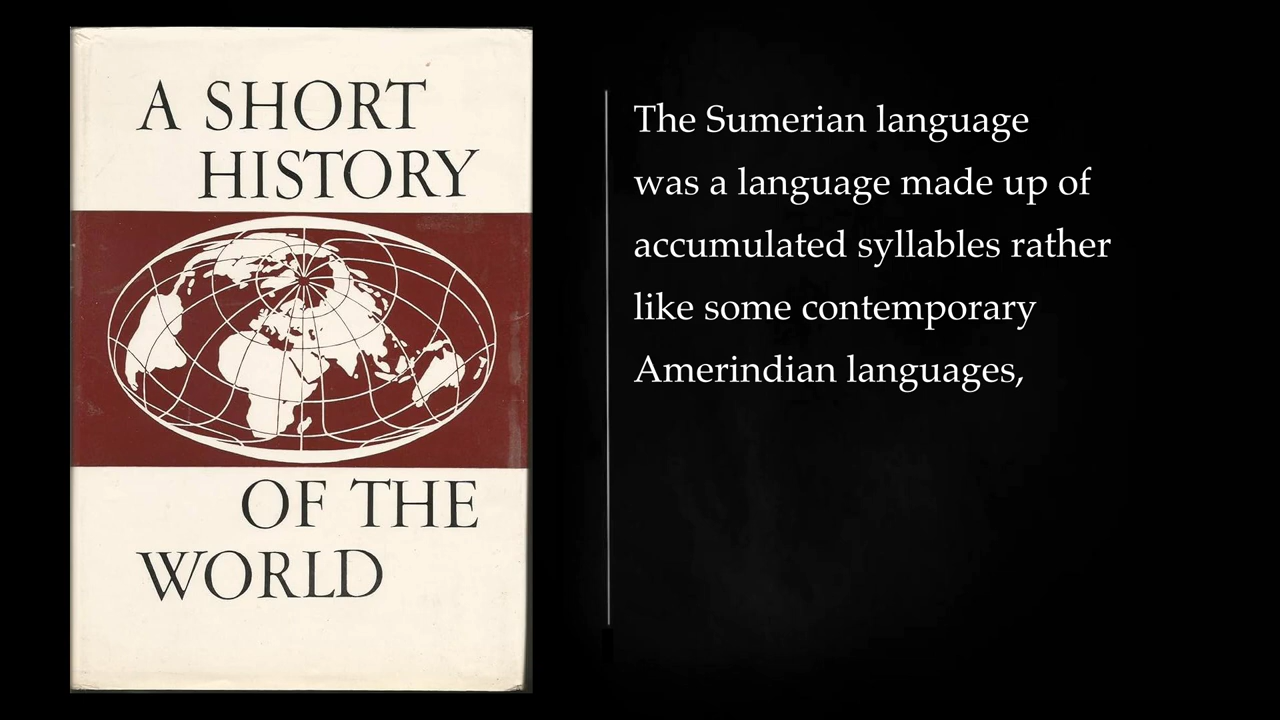 A SHORT
HISTORY
OF THE
WORLD
The Sumerian language
was a language made up of
accumulated syllables rather
like some contemporary
Amerindian languages,